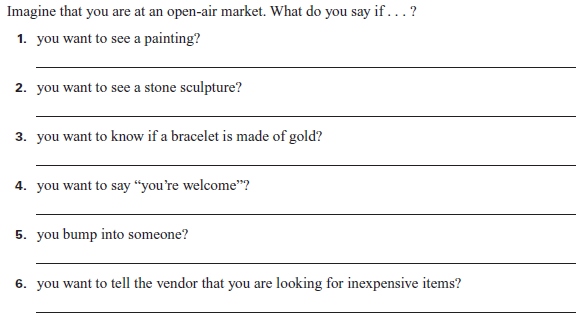 Imagine that you are at an open-air market. What do you say if . . . ?
1. you want to see a painting?
2. you want to see a stone sculpture?
3. you want to know if a bracelet is made of gold?
4. you want to say “you’re welcome”?
5. you bump into someone?
6. you want to tell the vendor that you are looking for inexpensive items?